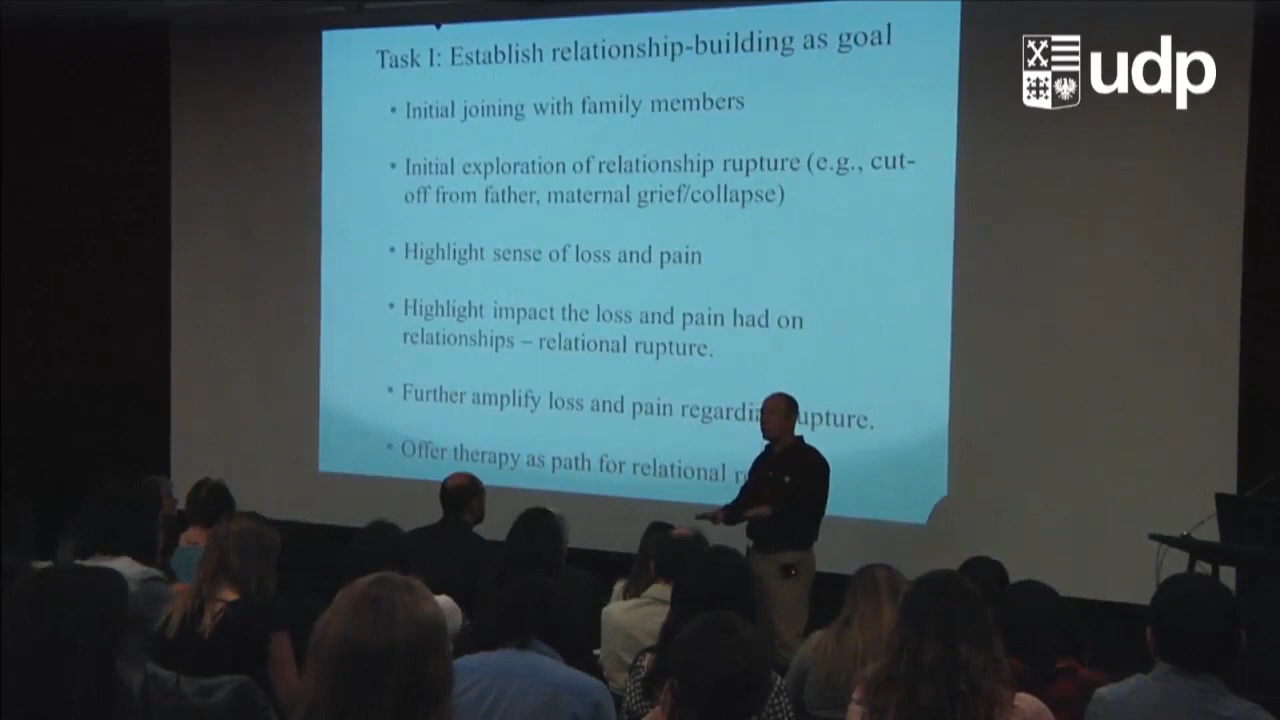 udp
Task I: Establish relationship-building as goal
• Initial joining with family members
• Initial exploration of relationship rupture (e.g., cut-
off from father, maternal grief/collapse)
• Highlight sense of loss and pain
• Highlight impact the loss and pain had on
relationships – relational rupture.
• Further amplify loss and pain
• Offer therapy as path for relational